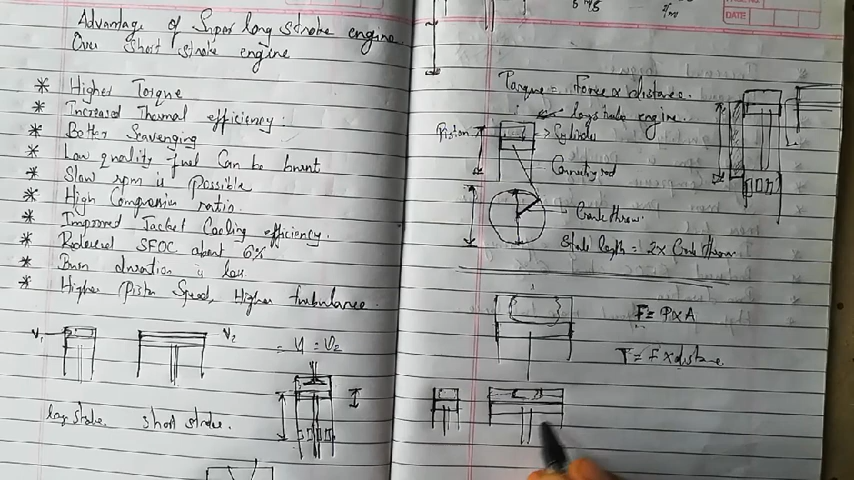 Advantage of Super long stroke engine
Over Short stroke engine
* Higher Torque
* Increased Thermal efficiency.
* Better Scavenging
* Low quality fuel Can be burnt
* Slow rpm is possible
* High Compression ratio.
* Improved Jacket Cooling efficiency.
* Reduced SFOC about 6%
* Burn duration is less
* Higher Piston Speed, Higher turbulance.
V₁
V₂
= V₁ = V₂
long stroke. Short stroke.
DATE
Torque = Force x distance.
long stroke engine.
Piston
Cylinder
Connecting rod
Crank throw.
Stroke length = 2 x Crank throw
F = P x A
T = F x distance